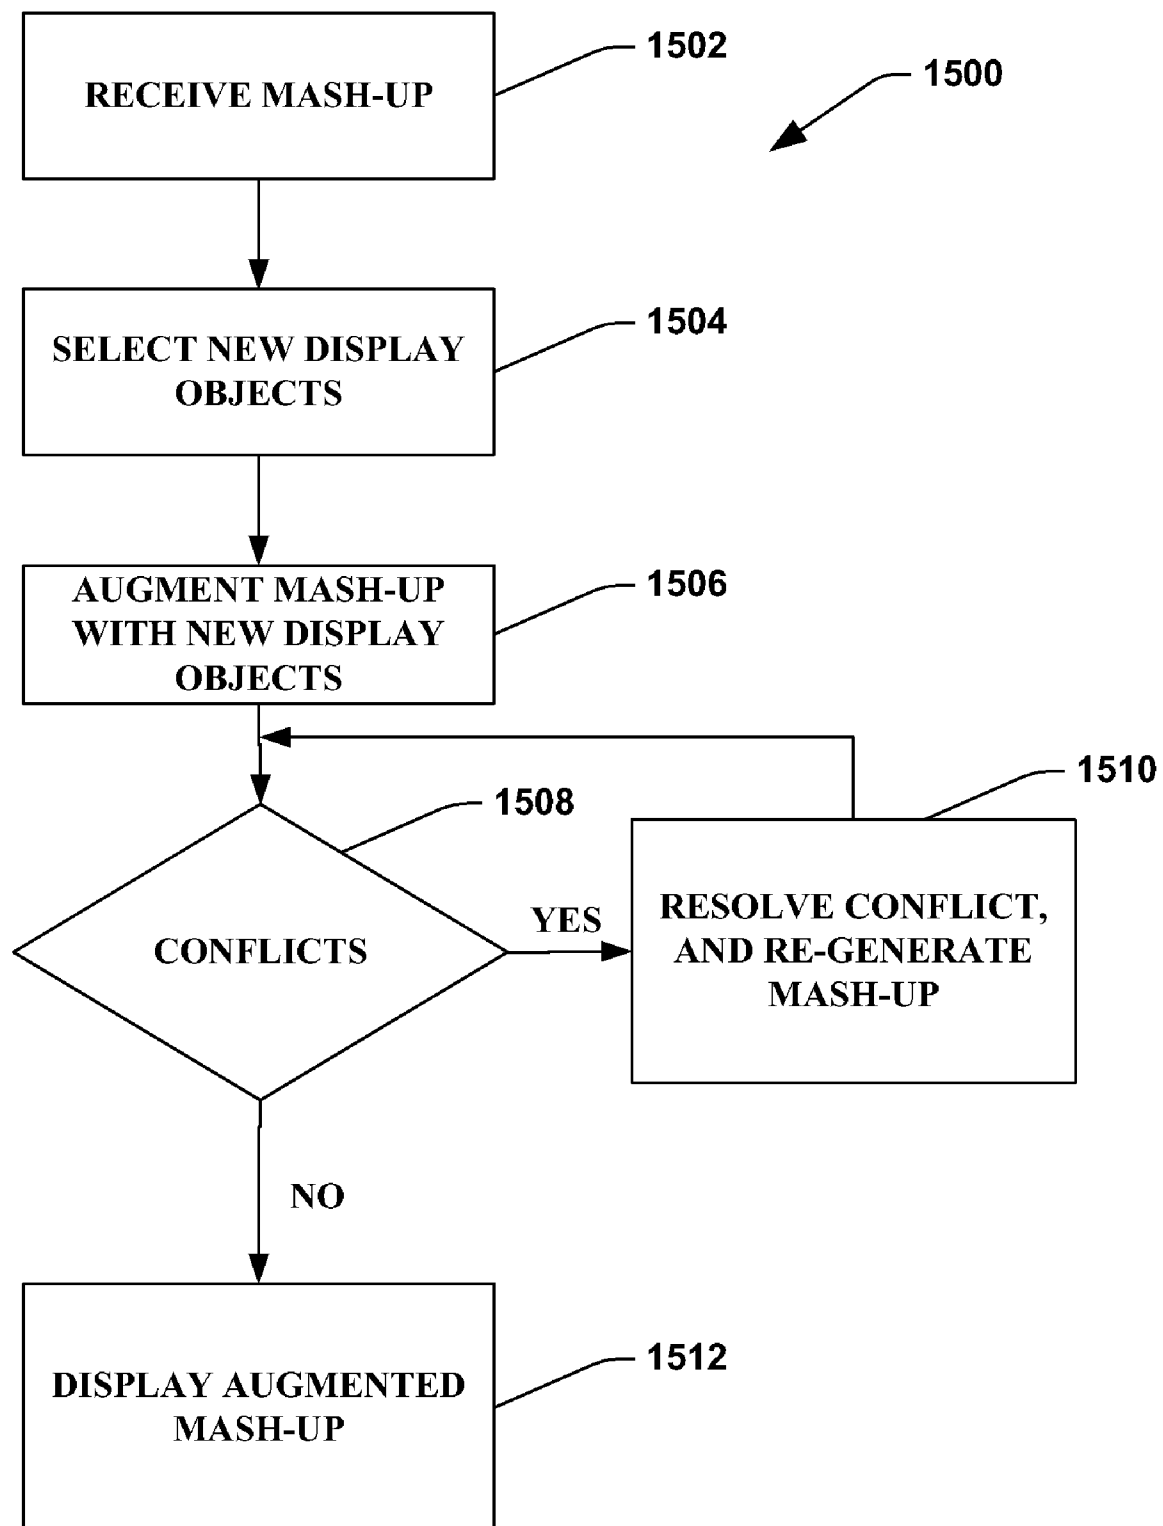 RECEIVE MASH-UP
1502
1500
SELECT NEW DISPLAY
OBJECTS
1504
AUGMENT MASH-UP
WITH NEW DISPLAY
OBJECTS
1506
CONFLICTS
1508
YES
RESOLVE CONFLICT,
AND RE-GENERATE
MASH-UP
1510
NO
DISPLAY AUGMENTED
MASH-UP
1512